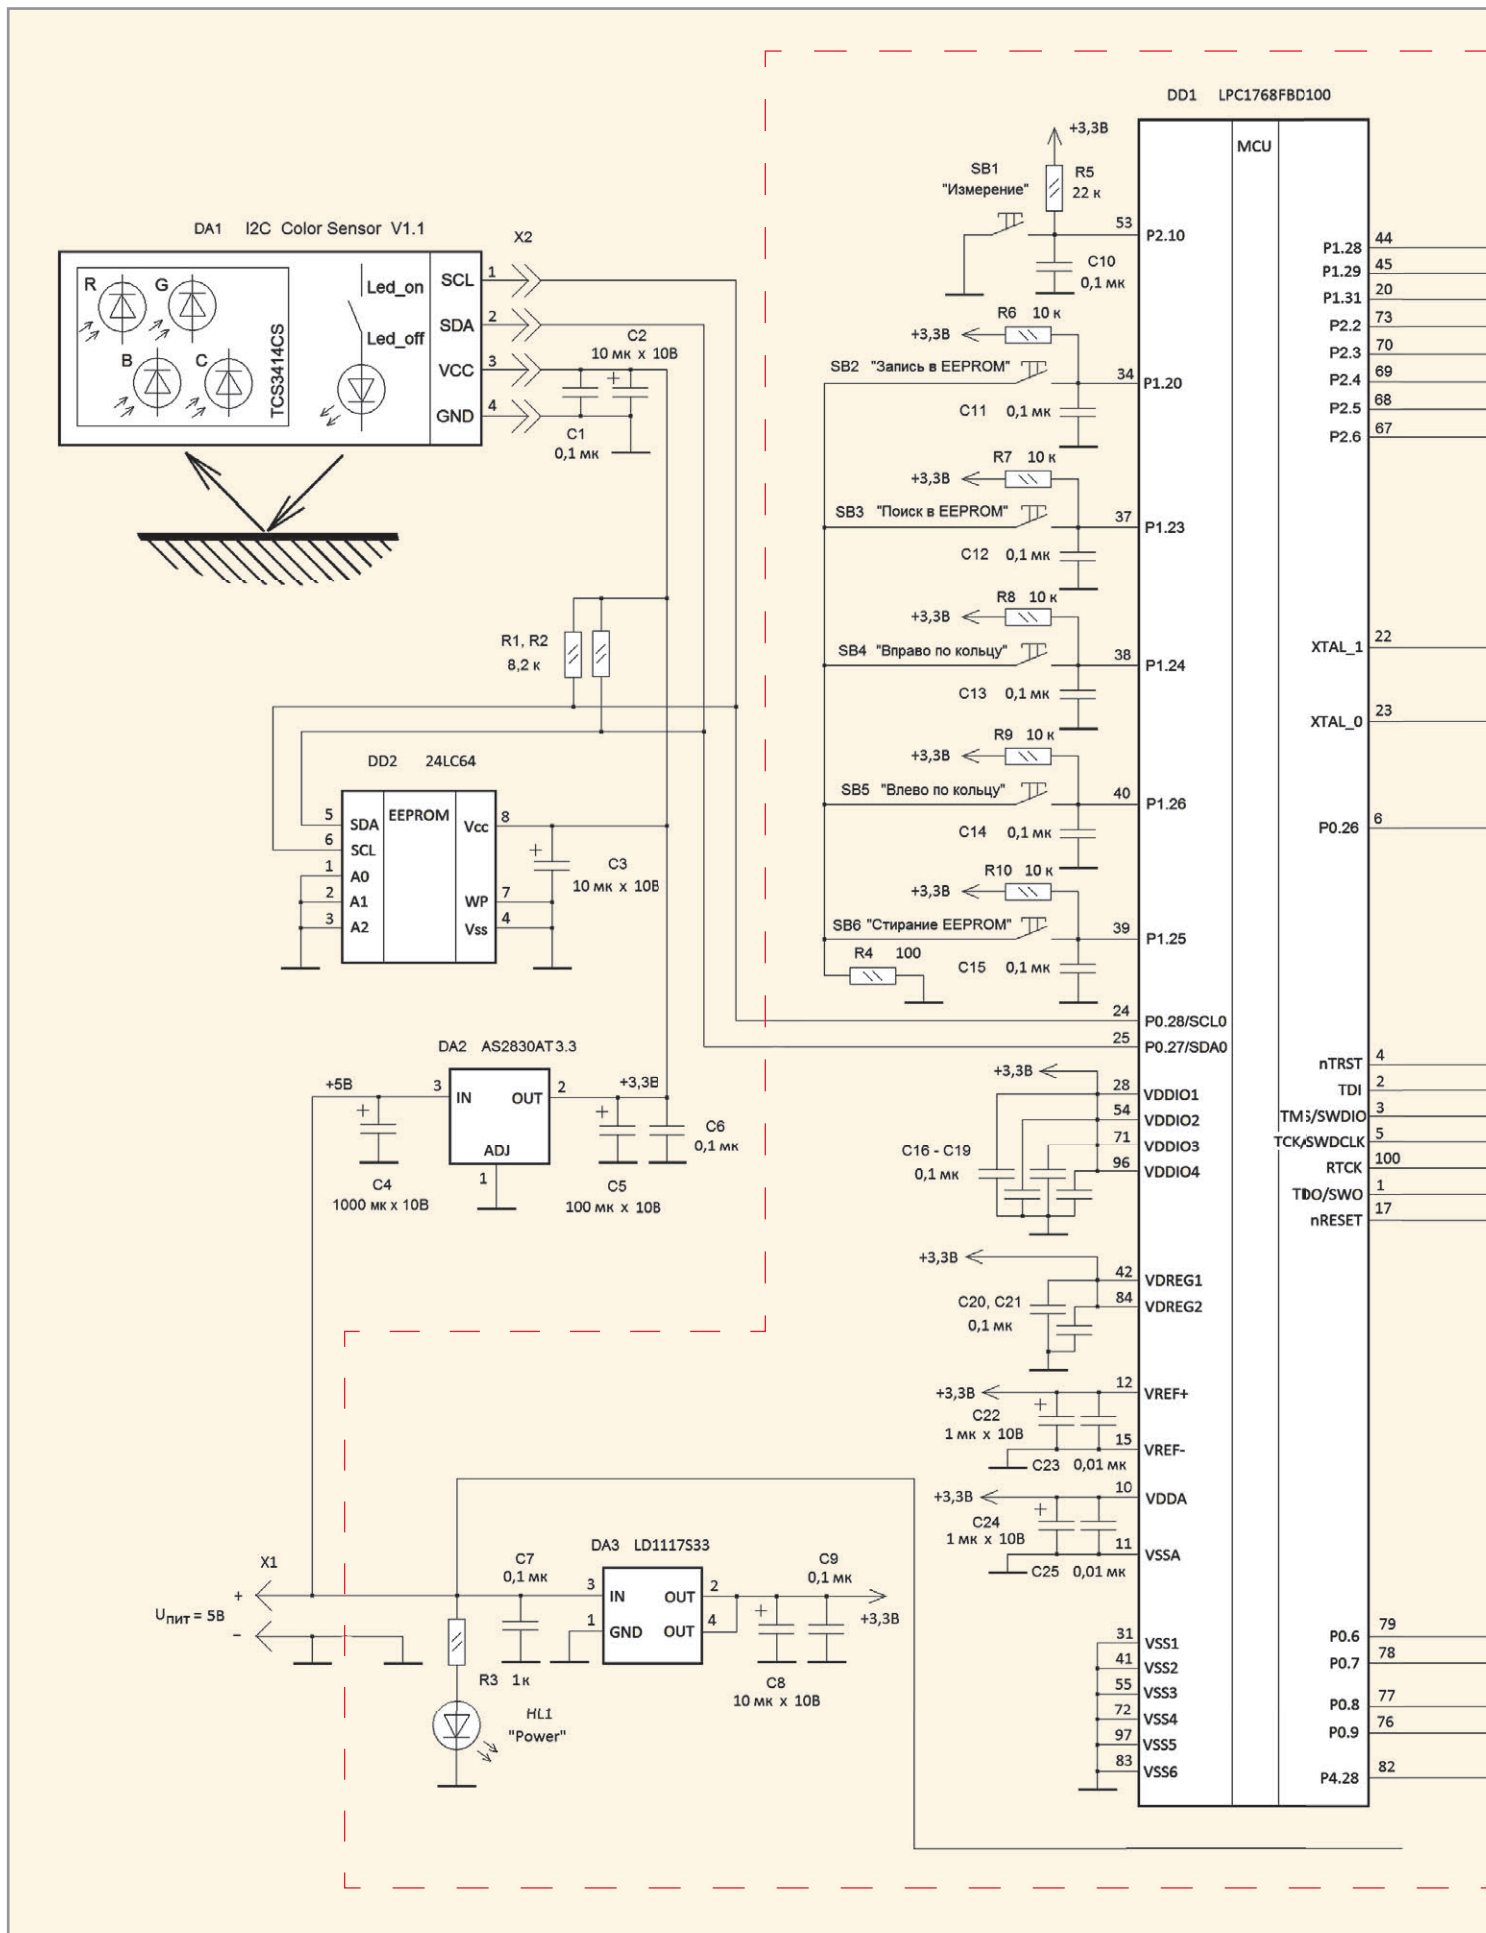 DD1 LPC1768FBD100
MCU
+3,3В
SB1
"Измерение"
R5
22 к
53 P2.10
C10
0,1 мк
DA1 I2C Color Sensor V1.1
X2
R G
B C
TCS3414CS
Led_on
Led_off
SCL 1
SDA 2
VCC 3
GND 4
C2
10 мк x 10В
C1
0,1 мк
R6 10 к
+3,3В
SB2 "Запись в EEPROM"
34 P1.20
C11 0,1 мк
R7 10 к
+3,3В
SB3 "Поиск в EEPROM"
37 P1.23
C12 0,1 мк
R8 10 к
+3,3В
SB4 "Вправо по кольцу"
38 P1.24
C13 0,1 мк
R9 10 к
+3,3В
SB5 "Влево по кольцу"
40 P1.26
C14 0,1 мк
R10 10 к
+3,3В
SB6 "Стирание EEPROM"
39 P1.25
R4 100
C15 0,1 мк
24 P0.28/SCL0
25 P0.27/SDA0
R1, R2
8,2 к
DD2 24LC64
EEPROM
5 SDA
6 SCL
1 A0
2 A1
3 A2
Vcc 8
WP 7
Vss 4
C3
10 мк x 10В
DA2 AS2830AT3.3
+5В
3 IN
OUT 2
ADJ
1
+3,3В
C4
1000 мк x 10В
C5
100 мк x 10В
C6
0,1 мк
+3,3В
28 VDDIO1
54 VDDIO2
71 VDDIO3
96 VDDIO4
C16 - C19
0,1 мк
+3,3В
42 VDREG1
84 VDREG2
C20, C21
0,1 мк
+3,3В
12 VREF+
C22
1 мк x 10В
15 VREF-
C23 0,01 мк
+3,3В
10 VDDA
C24
1 мк x 10В
11 VSSA
C25 0,01 мк
31 VSS1
41 VSS2
55 VSS3
72 VSS4
97 VSS5
83 VSS6
X1
+
Uпит = 5В
–
R3 1к
HL1
"Power"
C7
0,1 мк
DA3 LD1117S33
3 IN
1 GND
OUT 2
OUT 4
C9
0,1 мк
+3,3В
C8
10 мк x 10В
P1.28 44
P1.29 45
P1.31 20
P2.2 73
P2.3 70
P2.4 69
P2.5 68
P2.6 67
XTAL_1 22
XTAL_0 23
P0.26 6
nTRST 4
TDI 2
TMS/SWDIO 3
TCK/SWDCLK 5
RTCK 100
TDO/SWO 1
nRESET 17
P0.6 79
P0.7 78
P0.8 77
P0.9 76
P4.28 82